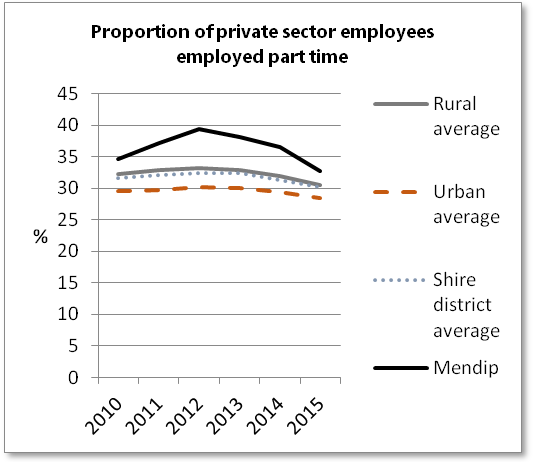 Proportion of private sector employees
employed part time
45
40
35
30
25
20
15
10
5
0
%
2010
2011
2012
2013
2014
2015
Rural
average
Urban
average
Shire
district
average
Mendip